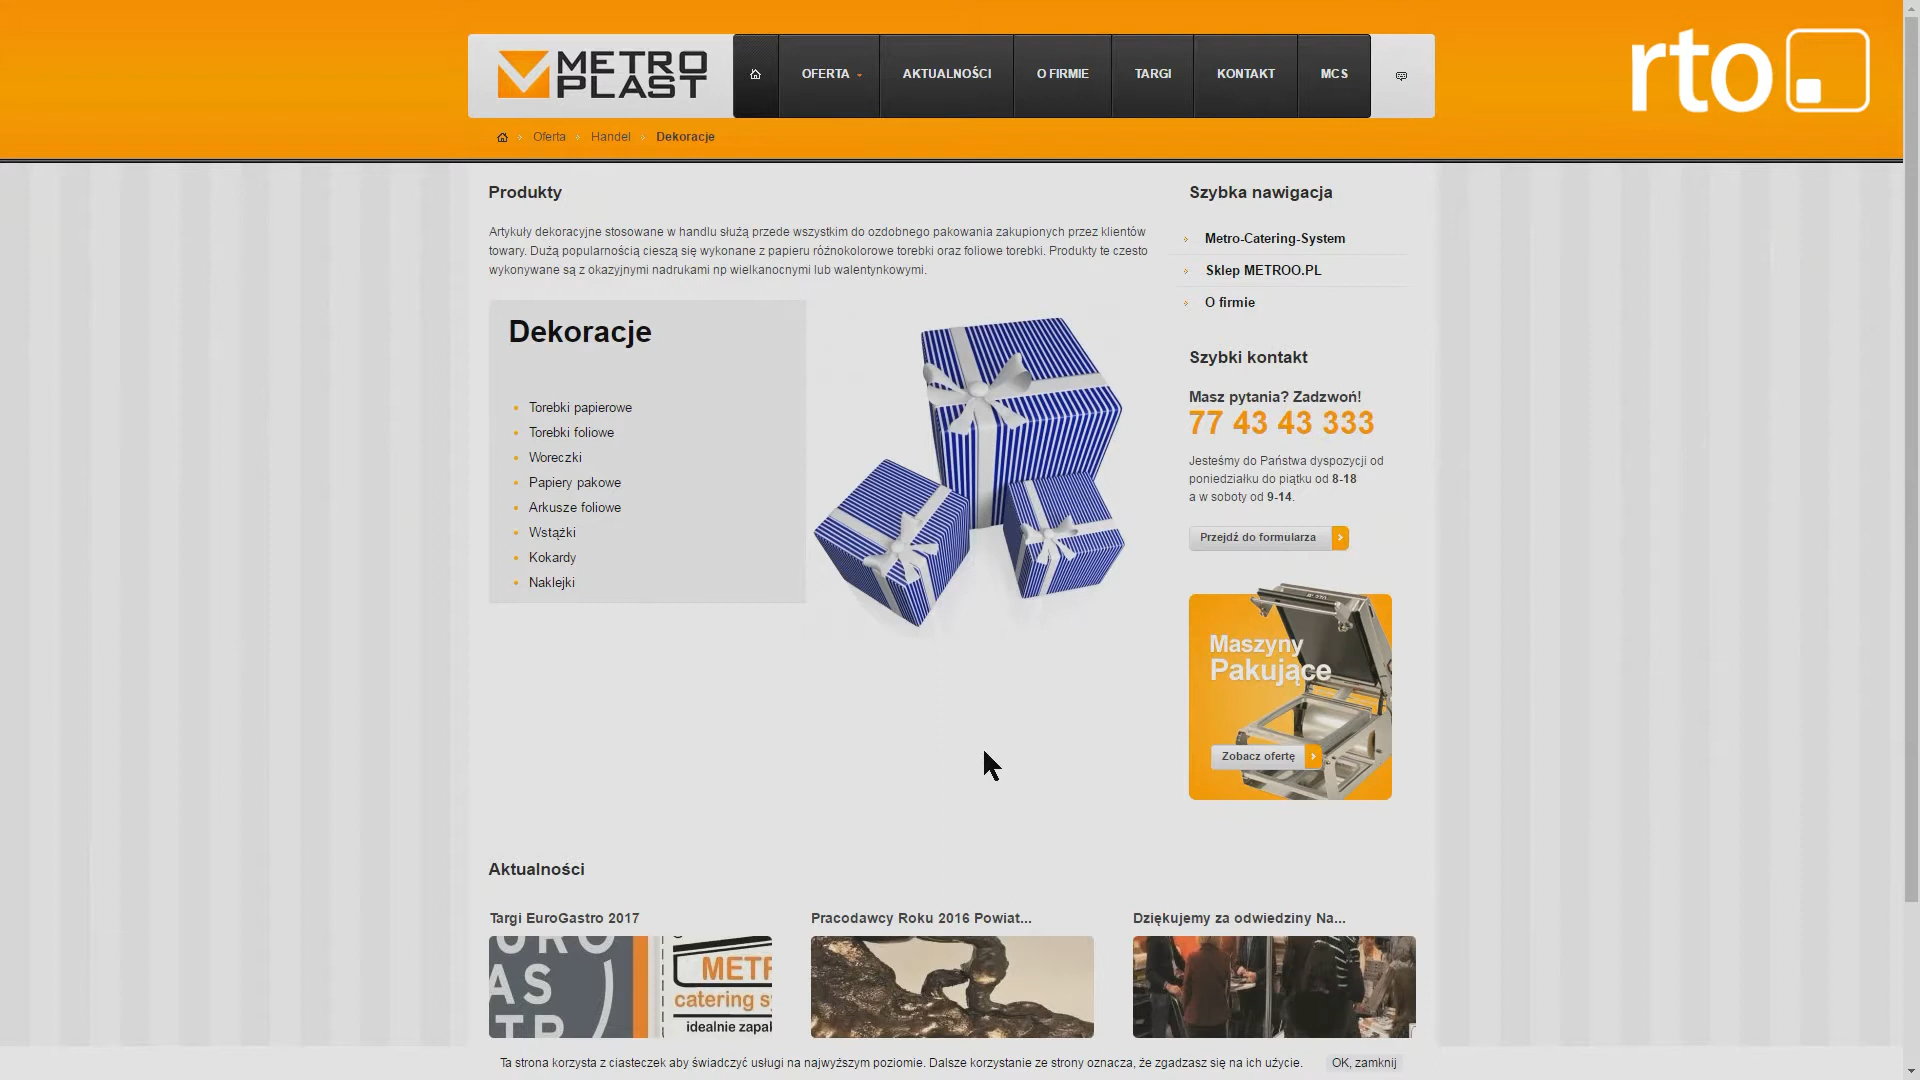 METRO
PLAST
OFERTA
AKTUALNOŚCI
O FIRMIE
TARGI
KONTAKT
MCS
rto
Oferta
Handel
Dekoracje
Produkty
Artykuły dekoracyjne stosowane w handlu służą przede wszystkim do ozdobnego pakowania zakupionych przez klientów
towary. Dużą popularnością cieszą się wykonane z papieru różnokolorowe torebki oraz foliowe torebki. Produkty te czesto
wykonywane są z okazyjnymi nadrukami np wielkanocnymi lub walentynkowymi.
Dekoracje
Torebki papierowe
Torebki foliowe
Woreczki
Papiery pakowe
Arkusze foliowe
Wstążki
Kokardy
Naklejki
Szybka nawigacja
Metro-Catering-System
Sklep METROO.PL
O firmie
Szybki kontakt
Masz pytania? Zadzwoń!
77 43 43 333
Jesteśmy do Państwa dyspozycji od
poniedziałku do piątku od 8-18
a w soboty od 9-14.
Przejdź do formularza
Maszyny
Pakujące
Zobacz ofertę
Aktualności
Targi EuroGastro 2017
Pracodawcy Roku 2016 Powiat...
Dziękujemy za odwiedziny Na...
URO
AS
TR
METR
catering sy
idealnie zapak
Ta strona korzysta z ciasteczek aby świadczyć usługi na najwyższym poziomie. Dalsze korzystanie ze strony oznacza, że zgadzasz się na ich użycie.
OK, zamknij